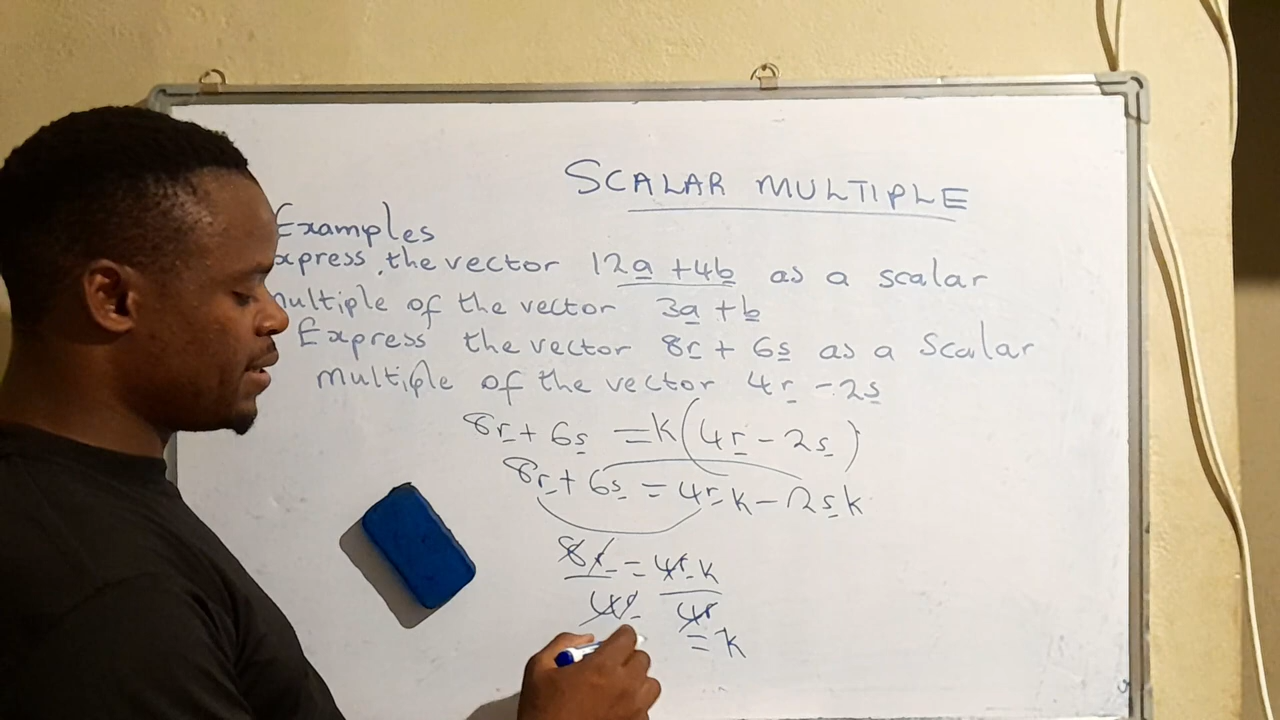 SCALAR MULTIPLE
Examples
xpress the vector 12a + 4b as a scalar
multiple of the vector 3a + b
Express the vector 8r + 6s as a Scalar
multiple of the vector 4r - 2s
8r + 6s = k(4r - 2s)
8r + 6s = 4rk - 2sk
8r = 4rk
4r 4r
= k